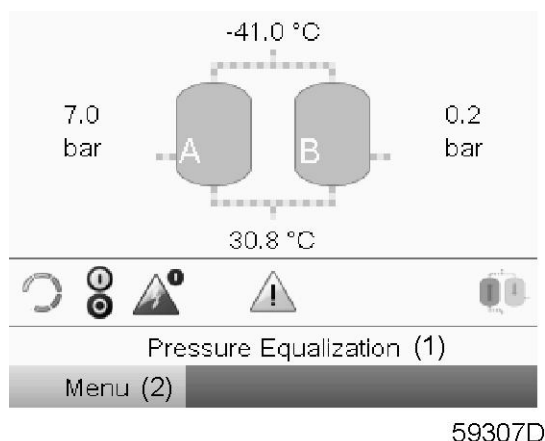 -41.0 °C
7.0
bar
A
B
0.2
bar
30.8 °C
Pressure Equalization (1)
Menu (2)
59307D